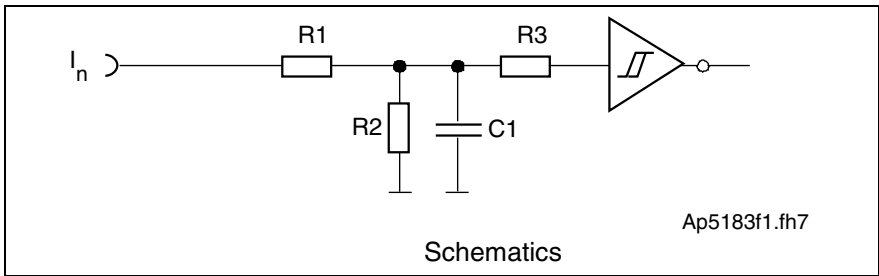 R1
R3
In
R2
C1
Ap5183f1.fh7
Schematics